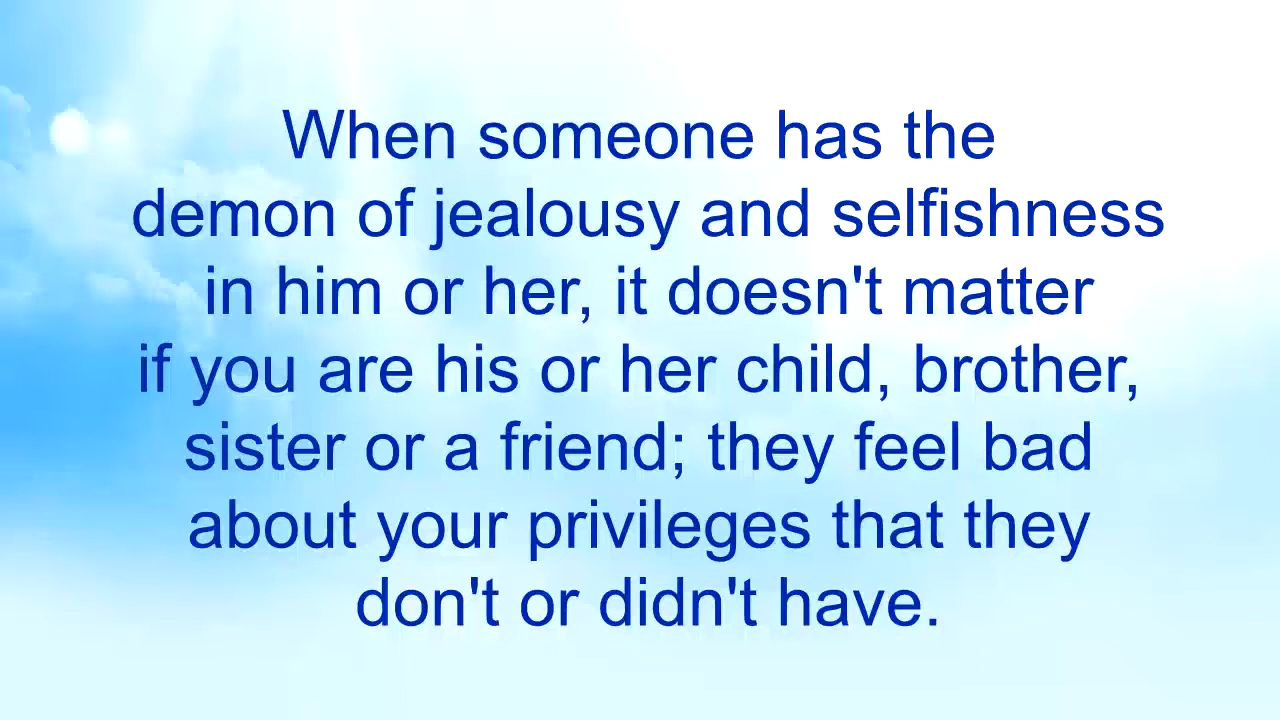 When someone has the
demon of jealousy and selfishness
in him or her, it doesn't matter
if you are his or her child, brother,
sister or a friend; they feel bad
about your privileges that they
don't or didn't have.